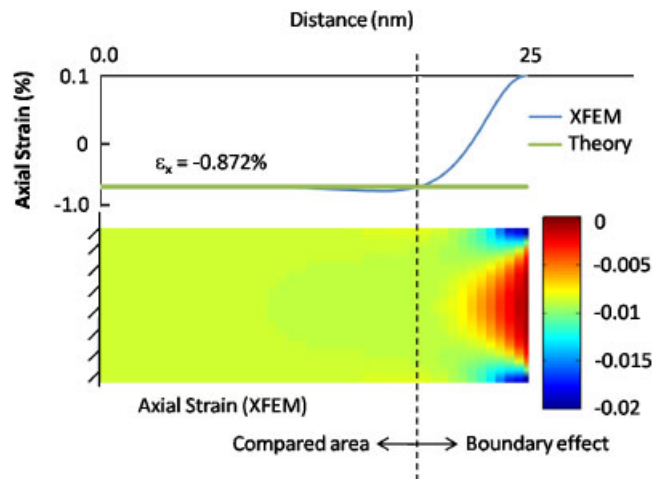 Distance (nm)
0.0
25
Axial Strain (%)
0.1
0
-1.0
εx = -0.872%
XFEM
Theory
0
-0.005
-0.01
-0.015
-0.02
Axial Strain (XFEM)
Compared area
Boundary effect